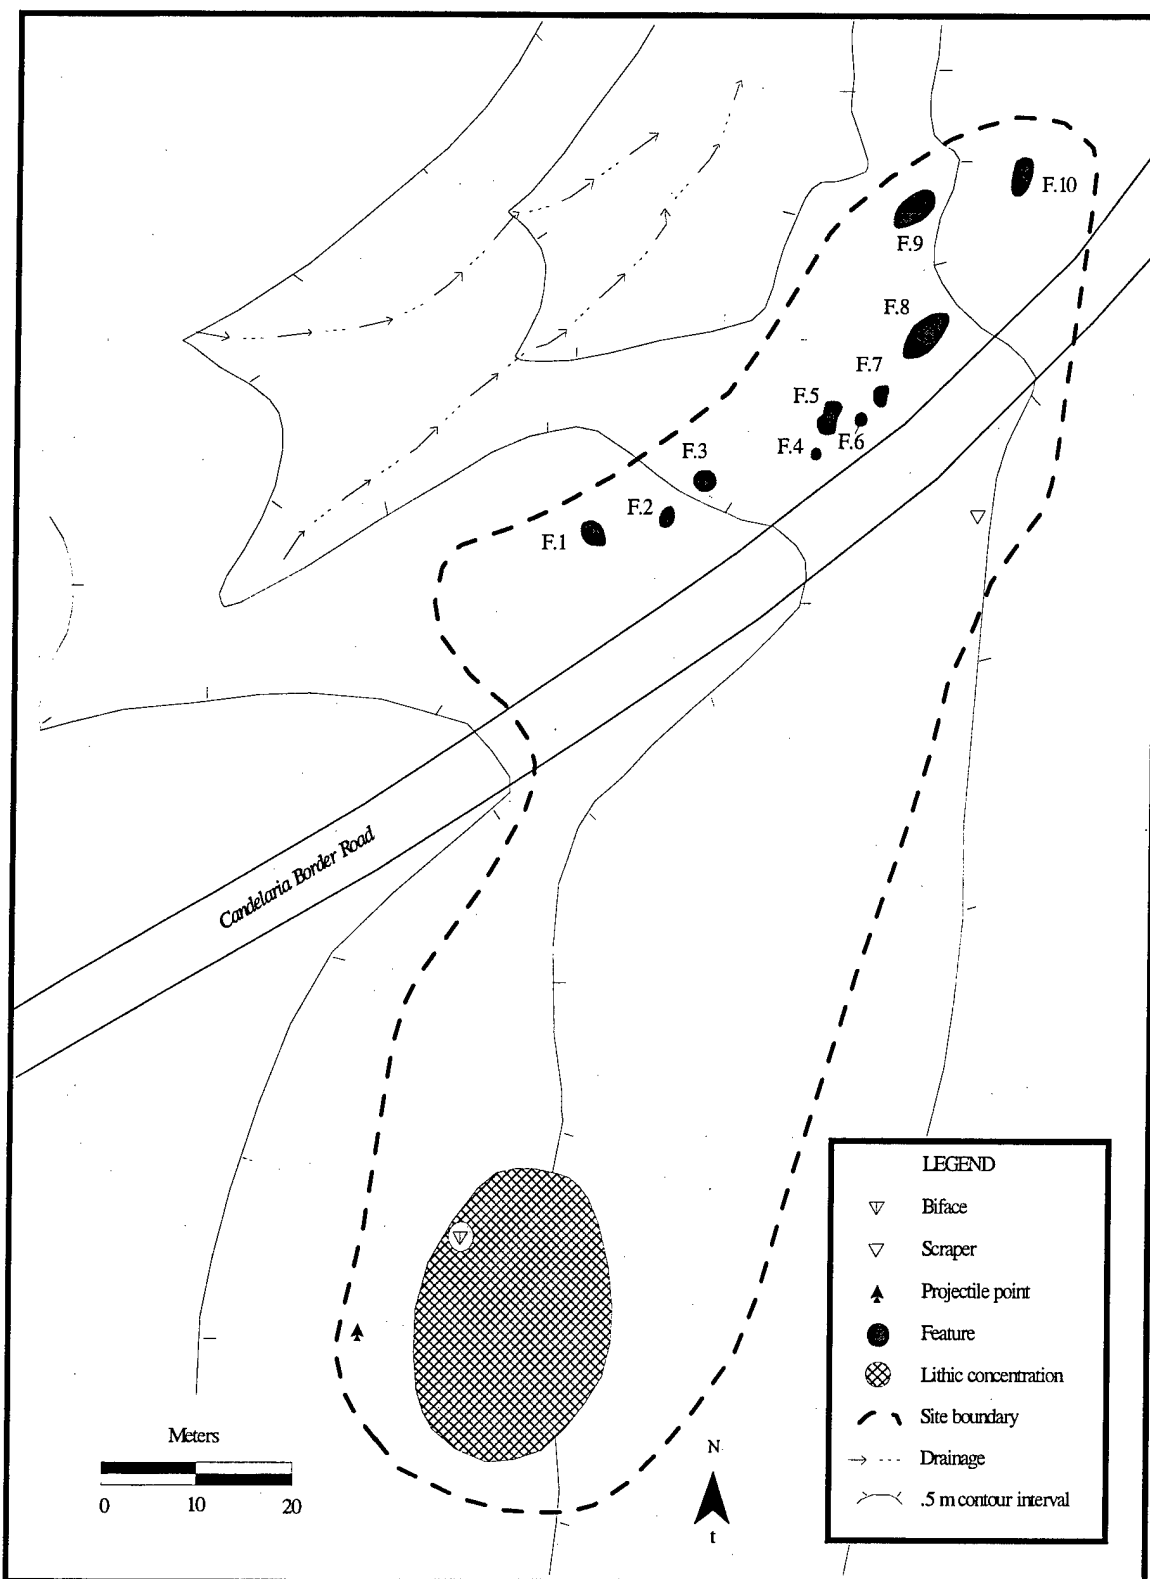 F.10
F.9
F.8
F.7
F.5
F.6
F.4
F.3
F.2
F.1
Candelaria Border Road
LEGEND
Biface
Scraper
Projectile point
Feature
Lithic concentration
Site boundary
Drainage
.5 m contour interval
Meters
0 10 20
N
t